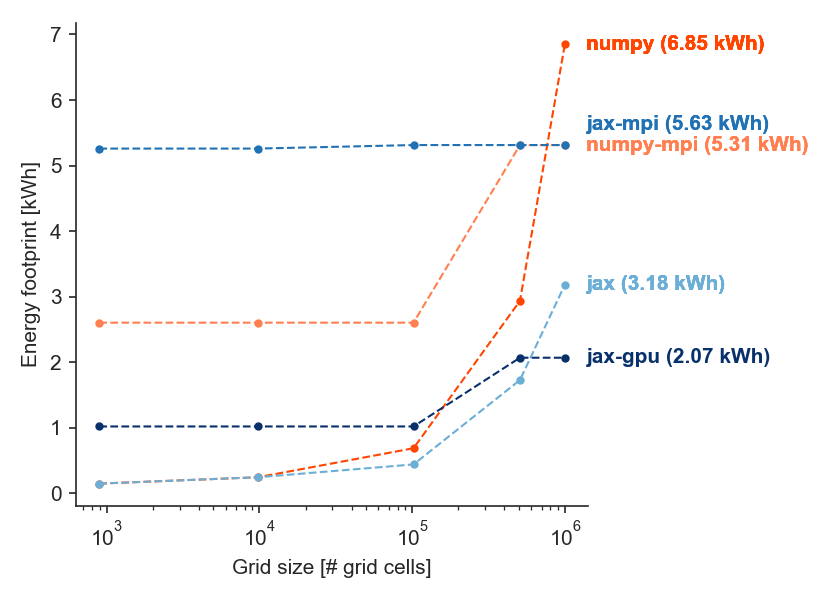 7
6
5
4
3
2
1
0
Energy footprint [kWh]
numpy (6.85 kWh)
jax-mpi (5.63 kWh)
numpy-mpi (5.31 kWh)
jax (3.18 kWh)
jax-gpu (2.07 kWh)
10³ 10⁴ 10⁵ 10⁶
Grid size [# grid cells]